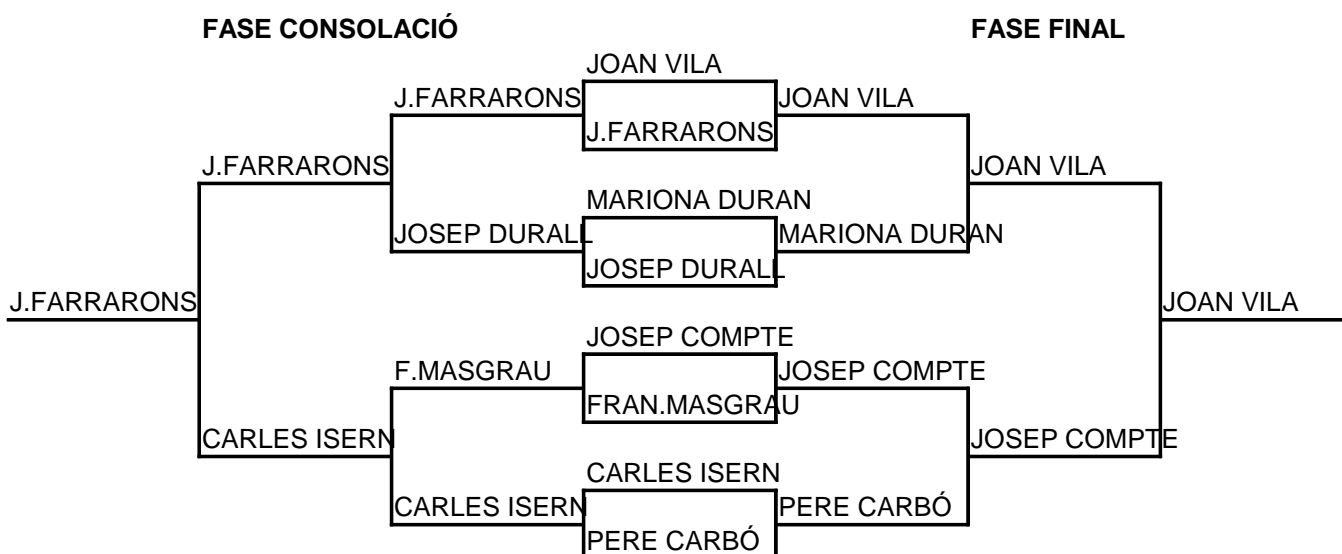 FASE CONSOLACIÓ FASE FINAL
JOAN VILA
J.FARRARONS JOAN VILA
J.FARRARONS
J.FARRARONS JOAN VILA
MARIONA DURAN
JOSEP DURALL MARIONA DURAN
JOSEP DURALL
J.FARRARONS JOAN VILA
JOSEP COMPTE
F.MASGRAU JOSEP COMPTE
FRAN.MASGRAU
CARLES ISERN JOSEP COMPTE
CARLES ISERN
CARLES ISERN PERE CARBÓ
PERE CARBÓ